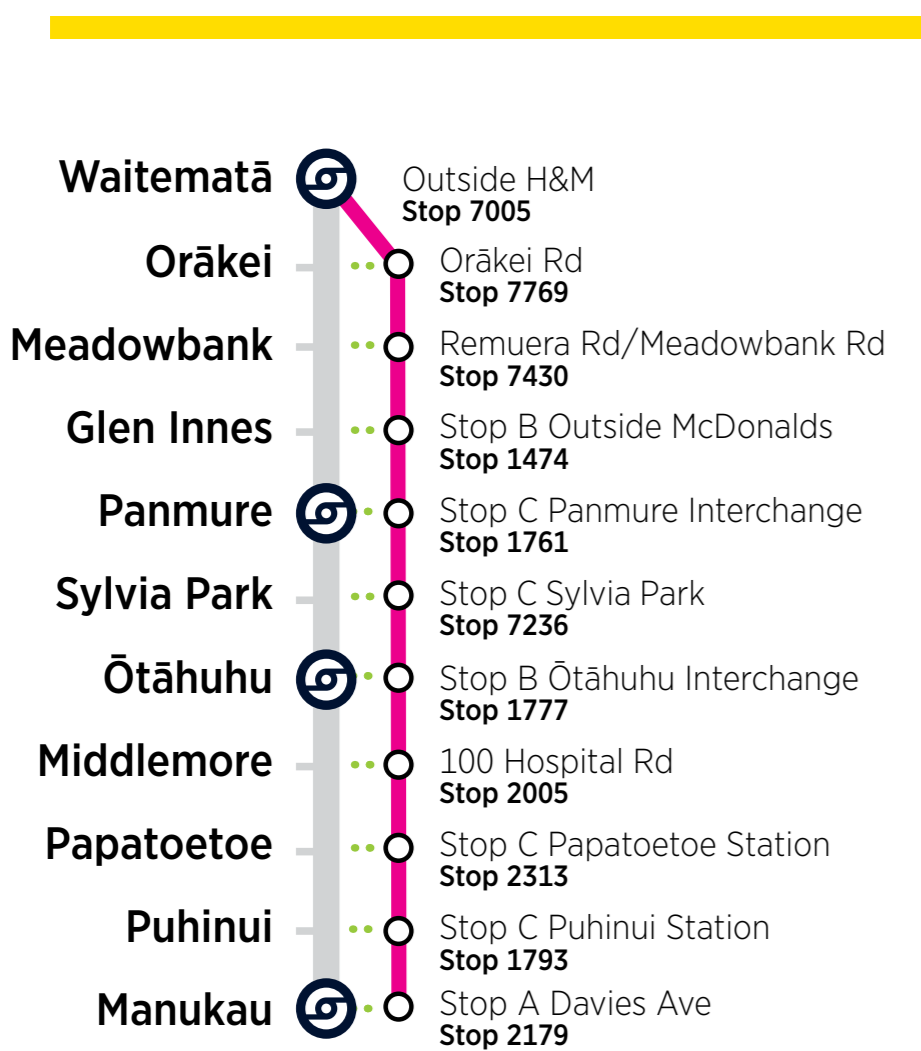 Waitematā
Outside H&M
Stop 7005
Orākei
Orākei Rd
Stop 7769
Meadowbank
Remuera Rd/Meadowbank Rd
Stop 7430
Glen Innes
Stop B Outside McDonalds
Stop 1474
Panmure
Stop C Panmure Interchange
Stop 1761
Sylvia Park
Stop C Sylvia Park
Stop 7236
Ōtāhuhu
Stop B Ōtāhuhu Interchange
Stop 1777
Middlemore
100 Hospital Rd
Stop 2005
Papatoetoe
Stop C Papatoetoe Station
Stop 2313
Puhinui
Stop C Puhinui Station
Stop 1793
Manukau
Stop A Davies Ave
Stop 2179